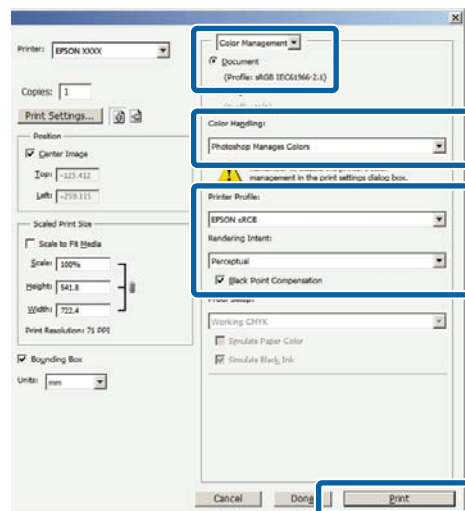 Printer: EPSON XXXX
Copies: 1
Print Settings...
Position
Center Image
Top: -123.412
Left: -259.115
Scaled Print Size
Scale to Fit Media
Scale: 100%
Height: 541.8
Width: 722.4
Print Resolution: 71 PPI
Bounding Box
Units: mm
Color Management
Document
(Profile: sRGB IEC61966-2.1)
Color Handling:
Photoshop Manages Colors
management in the print settings dialog box.
Printer Profile:
EPSON sRGB
Rendering Intent:
Perceptual
Black Point Compensation
Proof Setup:
Working CMYK
Simulate Paper Color
Simulate Black Ink
Cancel
Done
Print